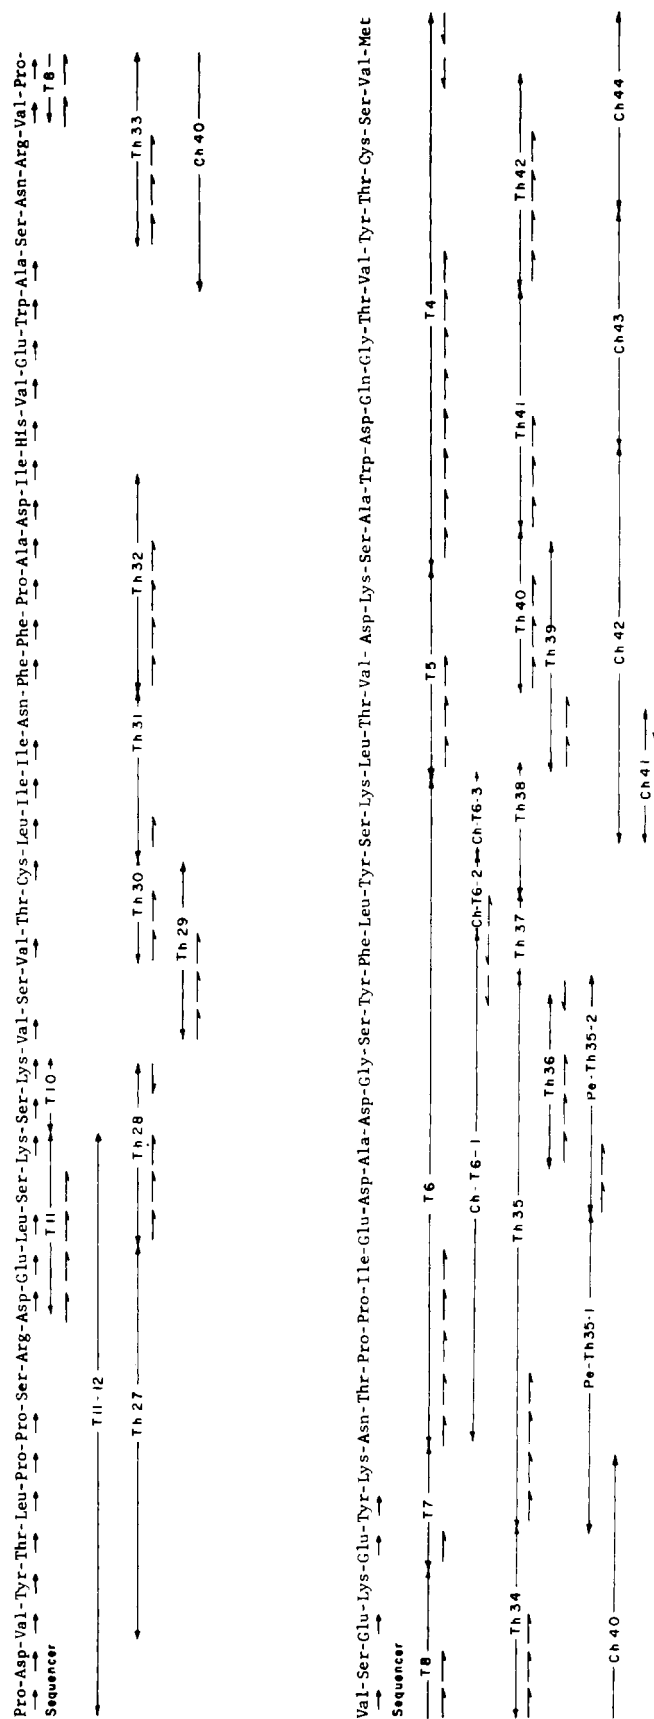 Pro-Asp-Val-Tyr-Thr-Leu-Pro-Pro-Ser-Arg-Asp-Glu-Leu-Ser-Lys-Ser-Lys-Val-Ser-Val-Thr-Cys-Leu-Ile-Ile-Asn-Phe-Phe-Pro-Ala-Asp-Ile-His-Val-Glu-Trp-Ala-Ser-Asn-Arg-Val-Pro-
Sequencer
T11 T10 T8
T11-12
Th27 Th28 Th30 Th31 Th32 Th33
Th29 Ch40
Val-Ser-Glu-Lys-Glu-Tyr-Lys-Asn-Thr-Pro-Pro-Ile-Glu-Asp-Ala-Asp-Gly-Ser-Tyr-Phe-Leu-Tyr-Ser-Lys-Leu-Thr-Val-Asp-Lys-Ser-Ala-Trp-Asp-Gln-Gly-Thr-Val-Tyr-Thr-Cys-Ser-Val-Met
Sequencer
T8 T7 T6 T5 T4
Ch-T6-1 Ch-T6-2 Ch-T6-3
Th34 Th35 Th37 Th38 Th40 Th41 Th42
Th36 Th39
Pe-Th35-1 Pe-Th35-2
Ch40 Ch42 Ch43 Ch44
Ch41